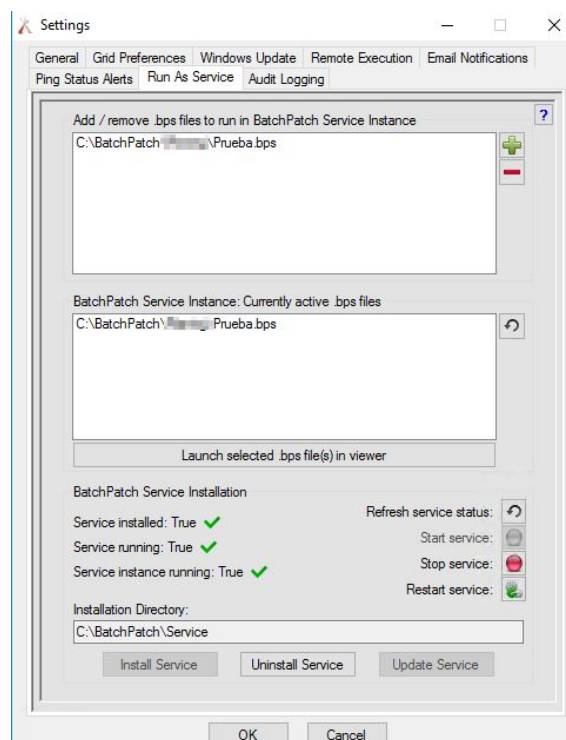 Settings
General Grid Preferences Windows Update Remote Execution Email Notifications
Ping Status Alerts Run As Service Audit Logging
?
Add / remove .bps files to run in BatchPatch Service Instance
C:\BatchPatch \Prueba.bps
BatchPatch Service Instance: Currently active .bps files
C:\BatchPatch\ Prueba.bps
Launch selected .bps file(s) in viewer
BatchPatch Service Installation
Refresh service status:
Service installed: True
Start service:
Service running: True
Stop service:
Service instance running: True
Restart service:
Installation Directory:
C:\BatchPatch\Service
Install Service Uninstall Service Update Service
OK Cancel